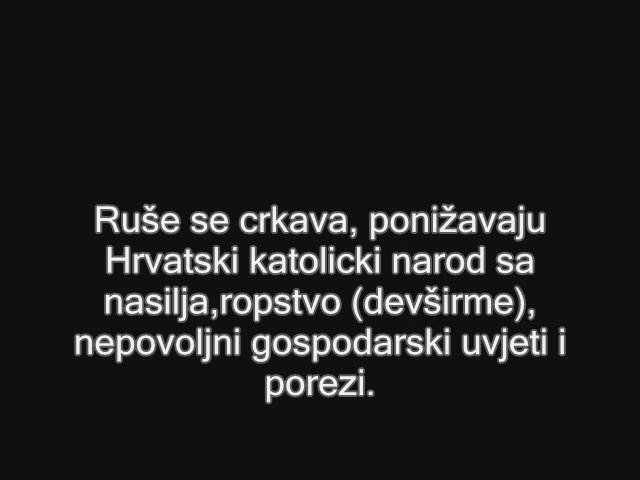 Ruše se crkava, ponižavaju
Hrvatski katolicki narod sa
nasilja,ropstvo (devširme),
nepovoljni gospodarski uvjeti i
porezi.